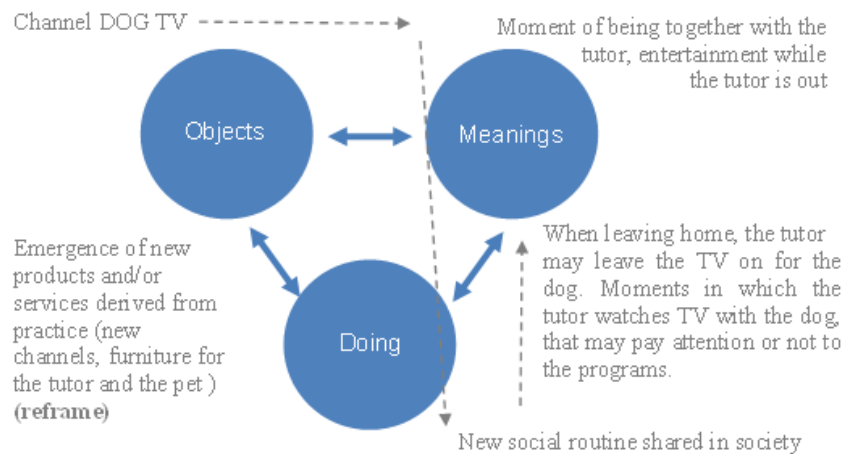 Channel DOG TV
Moment of being together with the
tutor, entertainment while
the tutor is out
Objects
Meanings
Emergence of new
products and/or
services derived from
practice (new
channels, furniture for
the tutor and the pet )
(reframe)
Doing
When leaving home, the tutor
may leave the TV on for the
dog. Moments in which the
tutor watches TV with the dog,
that may pay attention or not to
the programs.
New social routine shared in society